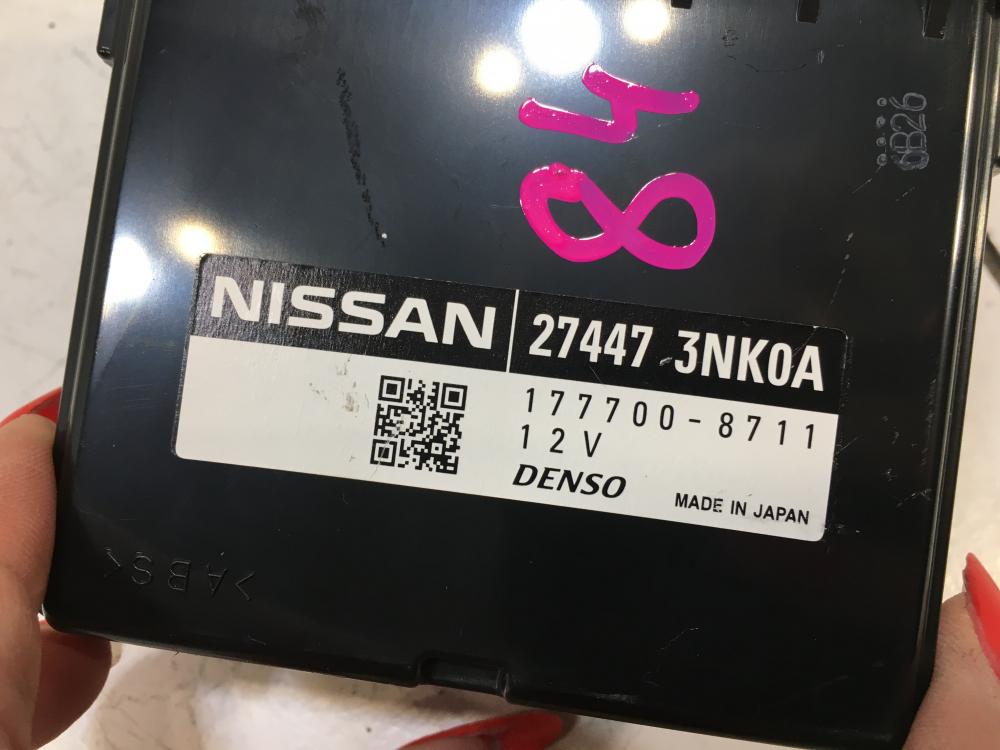 84
6B26
NISSAN 27447 3NK0A
177700-8711
12V
DENSO MADE IN JAPAN
>ABS<